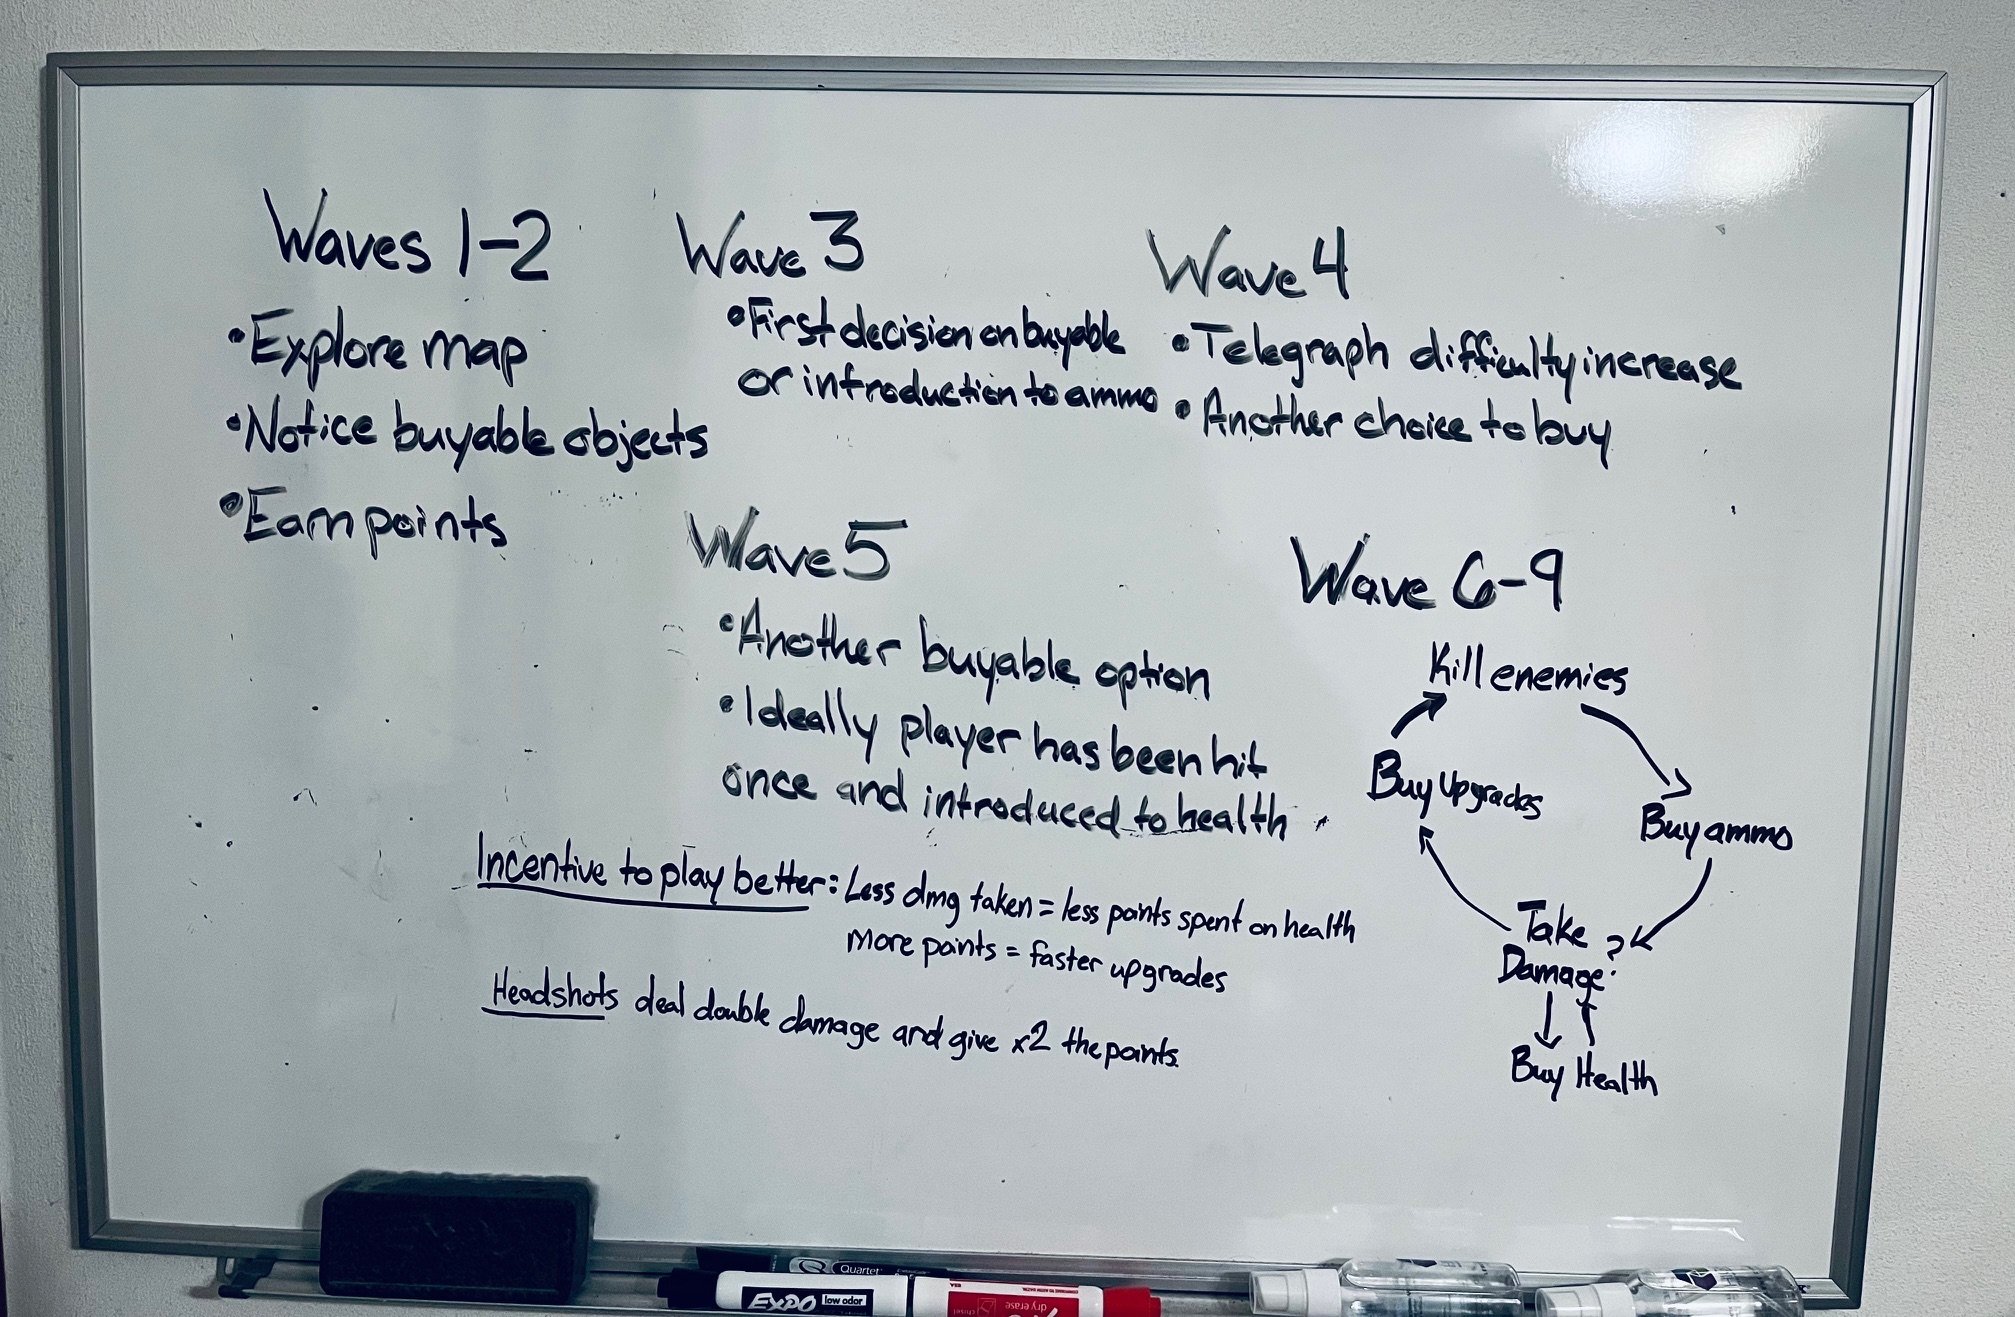 Waves 1-2
•Explore map
•Notice buyable objects
•Earn points
Wave 3
•First decision on buyable
or introduction to ammo
Wave 4
•Telegraph difficulty increase
•Another choice to buy
Wave 5
•Another buyable option
•Ideally player has been hit
once and introduced to health
Wave 6-9
Kill enemies
Buy ammo
Take
Damage?
Buy Health
Buy Upgrades
Incentive to play better: Less dmg taken = less points spent on health
More points = faster upgrades
Headshots deal double damage and give x2 the points.
Quartet
EXPO low odor
dry erase
chisel